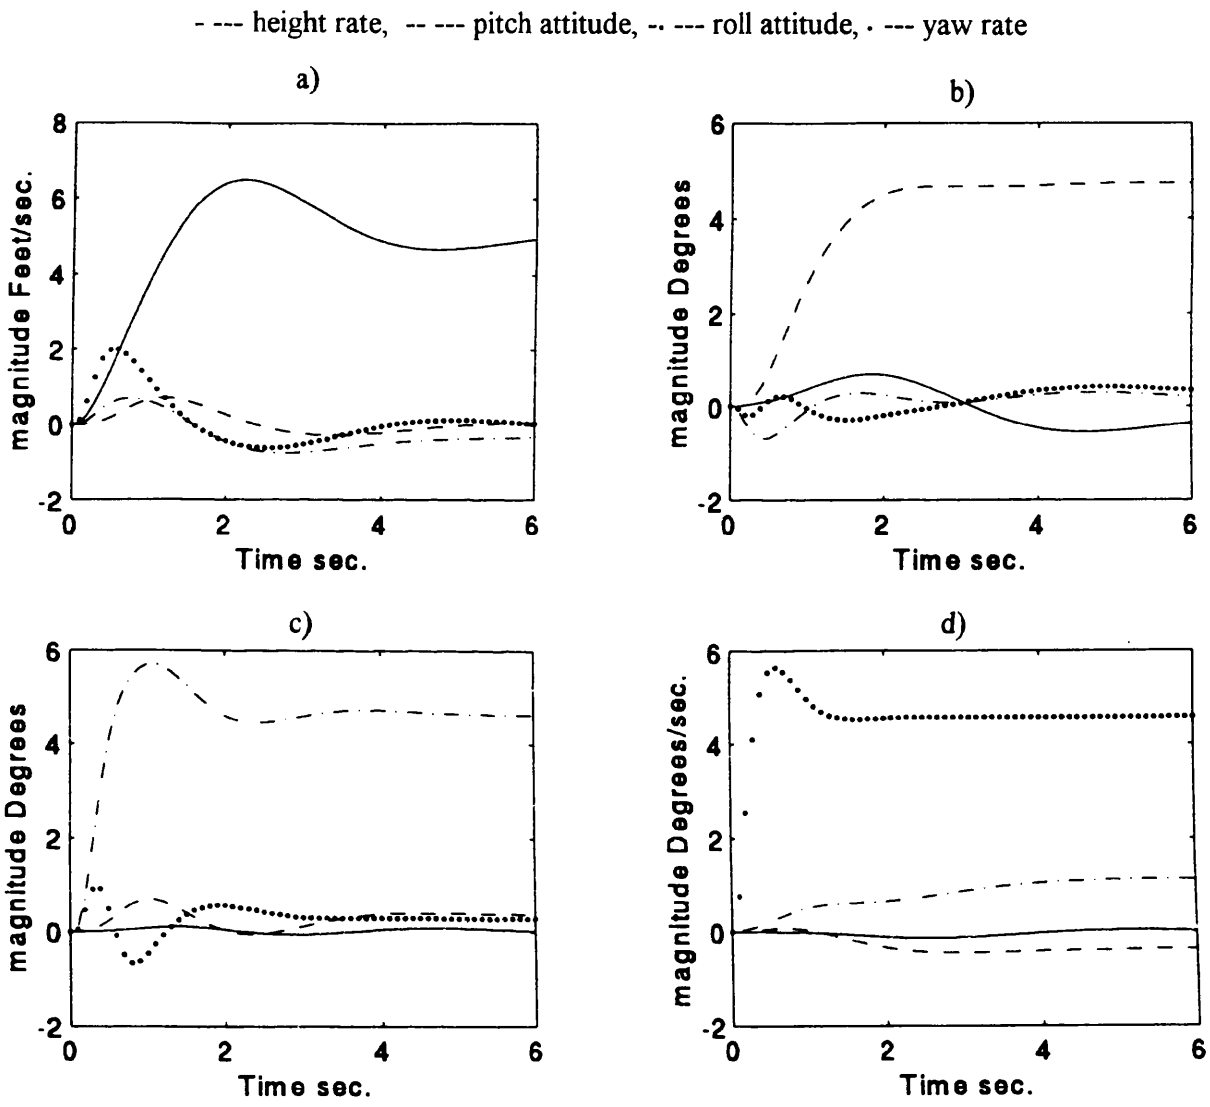 - --- height rate, -- --- pitch attitude, -. --- roll attitude, . --- yaw rate
a)
8
6
4
2
0
-2
magnitude Feet/sec.
0 2 4 6
Time sec.
b)
6
4
2
0
-2
magnitude Degrees
0 2 4 6
Time sec.
c)
6
4
2
0
-2
magnitude Degrees
0 2 4 6
Time sec.
d)
6
4
2
0
-2
magnitude Degrees/sec.
0 2 4 6
Time sec.